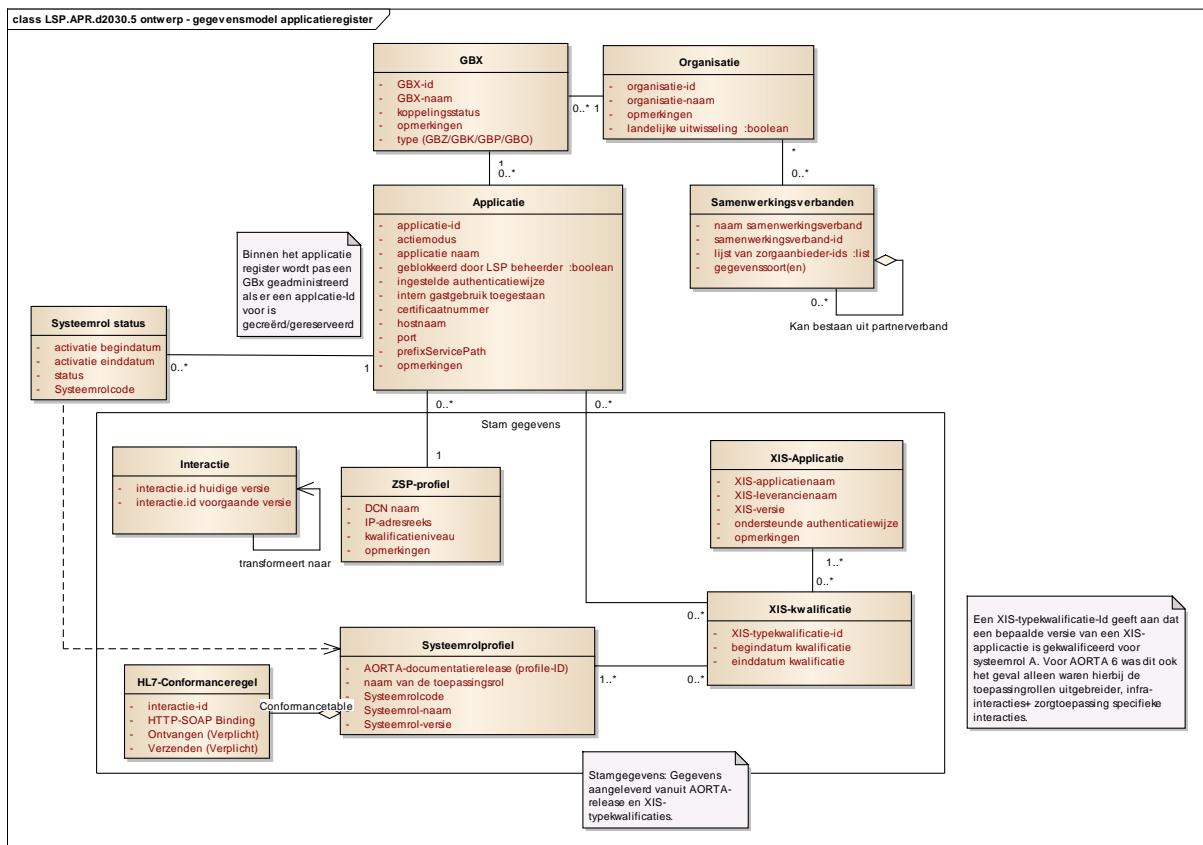 class LSP.APR.d2030.5 ontwerp - gegevensmodel applicatieregister
GBX
- GBX-id
- GBX-naam
- koppelingsstatus
- opmerkingen
- type (GBZ/GBK/GBP/GBO)
0..* 1
Organisatie
- organisatie-id
- organisatie-naam
- opmerkingen
- landelijke uitwisseling :boolean
1
0..*
*
0..*
Applicatie
- applicatie-id
- actiemodus
- applicatie naam
- geblokkeerd door LSP beheerder :boolean
- ingestelde authenticatiewijze
- intern gastgebruik toegestaan
- certificaatnummer
- hostnaam
- port
- prefixServicePath
- opmerkingen
Samenwerkingsverbanden
- naam samenwerkingsverband
- samenwerkingsverband-id
- lijst van zorgaanbieder-ids :list
- gegevenssoort(en)
0..*
Kan bestaan uit partnerverband
Binnen het applicatie
register wordt pas een
GBx geadministreerd
als er een applcatie-Id
voor is
gecreërd/gereserveerd
Systeemrol status
- activatie begindatum
- activatie einddatum
- status
- Systeemrolcode
0..*
1
0..*
0..*
Stam gegevens
Interactie
- interactie.id huidige versie
- interactie.id voorgaande versie
transformeert naar
1
ZSP-profiel
- DCN naam
- IP-adresreeks
- kwalificatieniveau
- opmerkingen
XIS-Applicatie
- XIS-applicatienaam
- XIS-leverancienaam
- XIS-versie
- ondersteunde authenticatiewijze
- opmerkingen
1..*
0..*
0..*
XIS-kwalificatie
- XIS-typekwalificatie-id
- begindatum kwalificatie
- einddatum kwalificatie
Een XIS-typekwalificatie-Id geeft aan dat
een bepaalde versie van een XIS-
applicactie is gekwalificeerd voor
systeemrol A. Voor AORTA 6 was dit ook
het geval alleen waren hierbij de
toepassingrollen uitgebreider, infra-
interacties+ zorgtoepassing specifieke
interacties.
Systeemrolprofiel
- AORTA-documentatierelease (profile-ID)
- naam van de toepassingsrol
- Systeemrolcode
- Systeemrol-naam
- Systeemrol-versie
1..*
0..*
HL7-Conformanceregel
- interactie-id
- HTTP-SOAP Binding
- Ontvangen (Verplicht)
- Verzenden (Verplicht)
Conformancetable
Stamgegevens: Gegevens
aangeleverd vanuit AORTA-
release en XIS-
typekwalificaties.